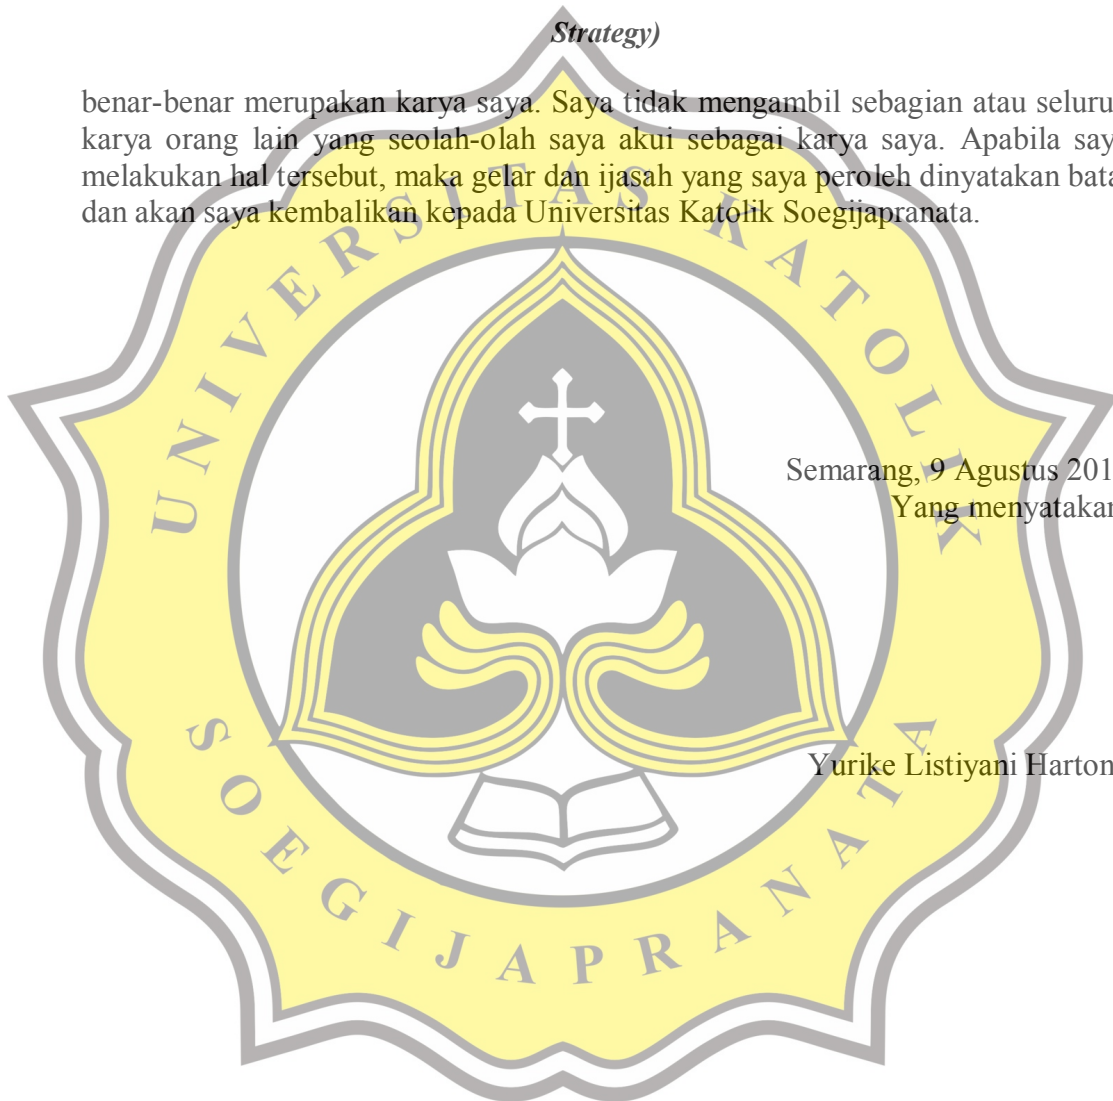 Strategy)
benar-benar merupakan karya saya. Saya tidak mengambil sebagian atau seluru
karya orang lain yang seolah-olah saya akui sebagai karya saya. Apabila say
melakukan hal tersebut, maka gelar dan ijasah yang saya peroleh dinyatakan bata
dan akan saya kembalikan kepada Universitas Katolik Soegijapranata.
UNIVERSITAS KATOLIK
Semarang, 9 Agustus 201
Yang menyatakan
Yurike Listiyani Harton
SOEGIJAPRANATA